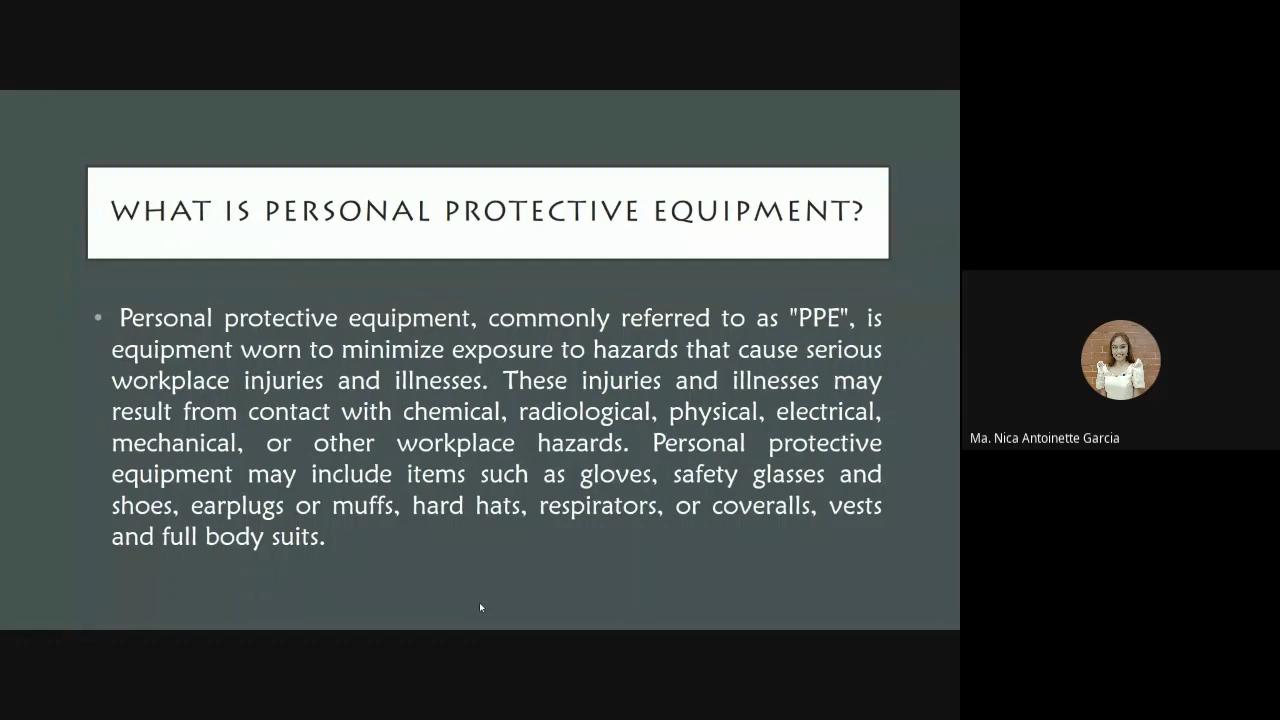 WHAT IS PERSONAL PROTECTIVE EQUIPMENT?
• Personal protective equipment, commonly referred to as "PPE", is
equipment worn to minimize exposure to hazards that cause serious
workplace injuries and illnesses. These injuries and illnesses may
result from contact with chemical, radiological, physical, electrical,
mechanical, or other workplace hazards. Personal protective
equipment may include items such as gloves, safety glasses and
shoes, earplugs or muffs, hard hats, respirators, or coveralls, vests
and full body suits.
Ma. Nica Antoinette Garcia